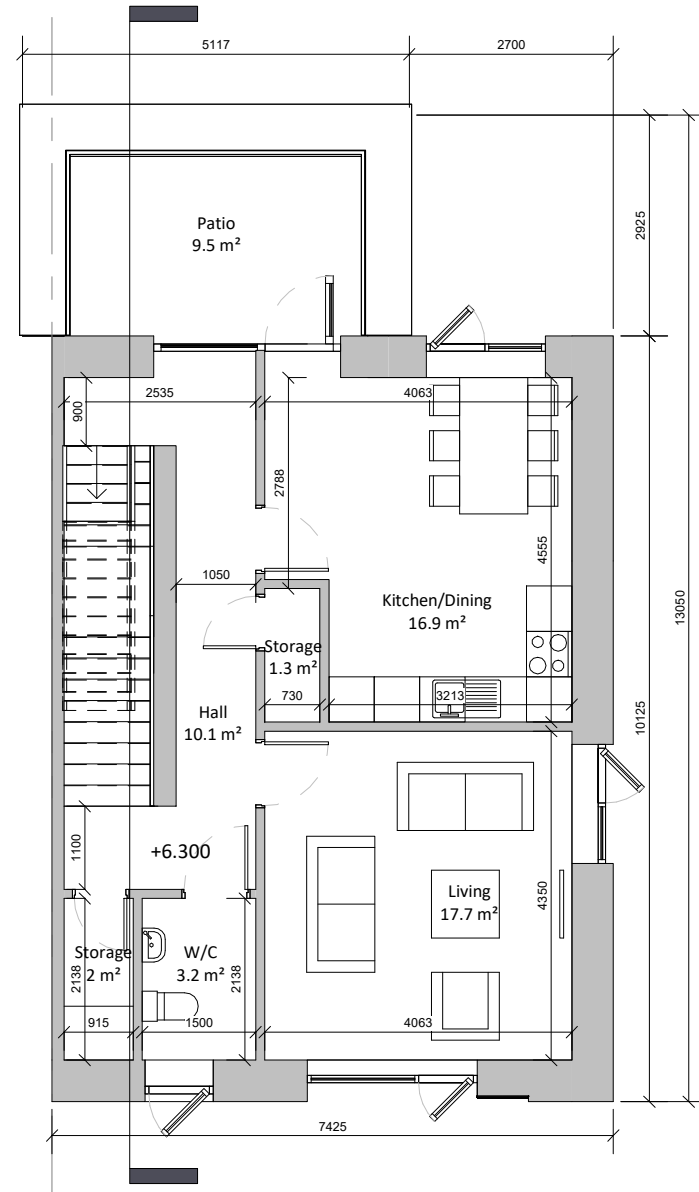 5117
2700
Patio
9.5 m²
2925
2535
4063
900
2788
4555
13050
1050
Kitchen/Dining
16.9 m²
Storage
1.3 m²
730
3213
Hall
10.1 m²
10125
1100
+6.300
Living
17.7 m²
4350
Storage
2 m²
2138
W/C
3.2 m²
2138
915
1500
4063
7425